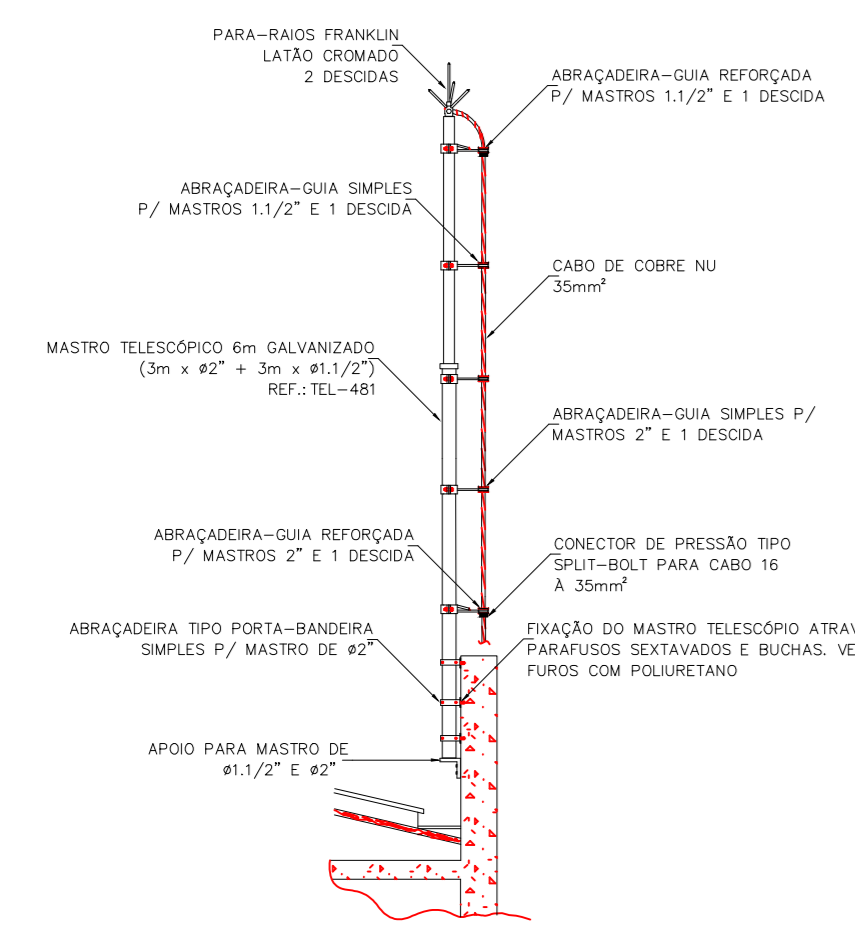 PARA-RAIOS FRANKLIN
LATÃO CROMADO
2 DESCIDAS
ABRAÇADEIRA-GUIA REFORÇADA
P/ MASTROS 1.1/2" E 1 DESCIDA
ABRAÇADEIRA-GUIA SIMPLES
P/ MASTROS 1.1/2" E 1 DESCIDA
CABO DE COBRE NU
35mm²
MASTRO TELESCÓPICO 6m GALVANIZADO
(3m x ø2" + 3m x ø1.1/2")
REF.: TEL-481
ABRAÇADEIRA-GUIA SIMPLES P/
MASTROS 2" E 1 DESCIDA
ABRAÇADEIRA-GUIA REFORÇADA
P/ MASTROS 2" E 1 DESCIDA
CONECTOR DE PRESSÃO TIPO
SPLIT-BOLT PARA CABO 16
À 35mm²
ABRAÇADEIRA TIPO PORTA-BANDEIRA
SIMPLES P/ MASTRO DE ø2"
FIXAÇÃO DO MASTRO TELESCÓPIO ATRAV
PARAFUSOS SEXTAVADOS E BUCHAS. VE
FUROS COM POLIURETANO
APOIO PARA MASTRO DE
ø1.1/2" E ø2"